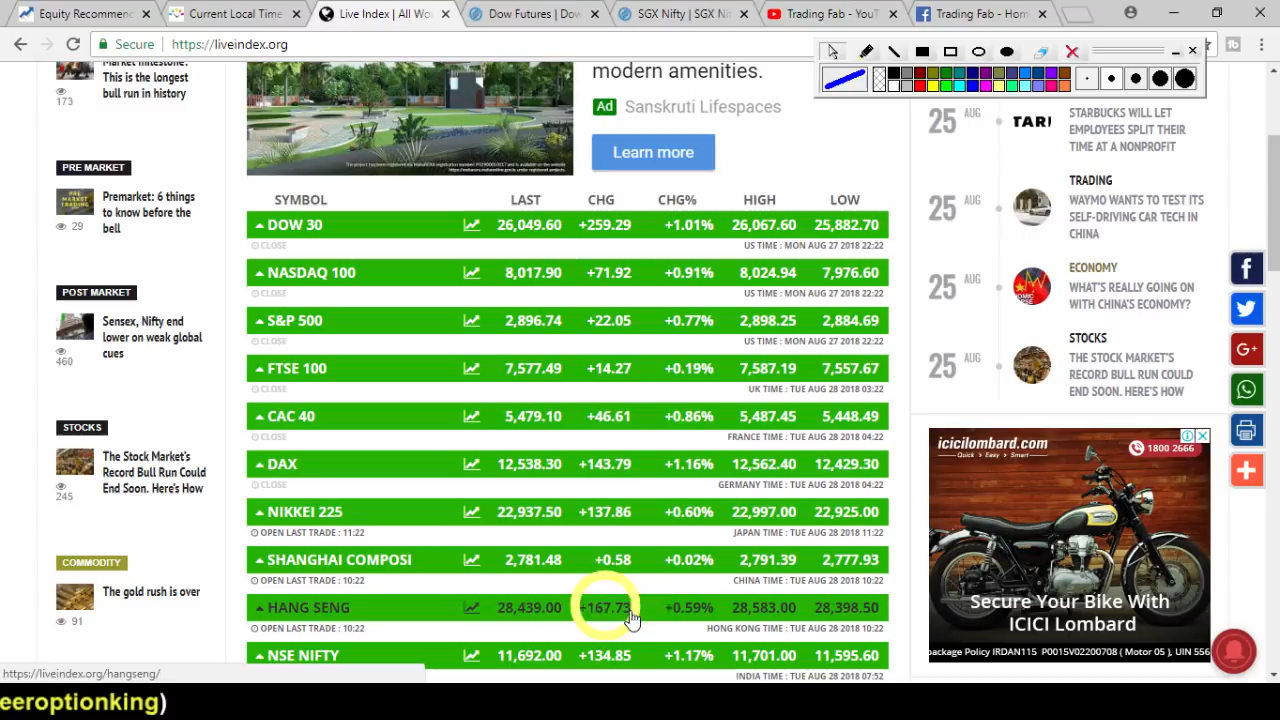 Equity Recommenc
Current Local Time
Live Index | All Wo
Dow Futures | Dow
SGX Nifty | SGX N
Trading Fab - YouT
Trading Fab - Hom
Secure
https://liveindex.org
Market milestone:
This is the longest
bull run in history
173
PRE MARKET
Premarket: 6 things
to know before the
bell
29
POST MARKET
Sensex, Nifty end
lower on weak global
cues
460
STOCKS
The Stock Market's
Record Bull Run Could
End Soon. Here's How
245
COMMODITY
The gold rush is over
91
modern amenities.
Ad Sanskruti Lifespaces
Learn more
SYMBOL LAST CHG CHG% HIGH LOW
DOW 30 26,049.60 +259.29 +1.01% 26,067.60 25,882.70
CLOSE US TIME : MON AUG 27 2018 22:22
NASDAQ 100 8,017.90 +71.92 +0.91% 8,024.94 7,976.60
CLOSE US TIME : MON AUG 27 2018 22:22
S&P 500 2,896.74 +22.05 +0.77% 2,898.25 2,884.69
CLOSE US TIME : MON AUG 27 2018 22:22
FTSE 100 7,577.49 +14.27 +0.19% 7,587.19 7,557.67
CLOSE UK TIME : TUE AUG 28 2018 03:22
CAC 40 5,479.10 +46.61 +0.86% 5,487.45 5,448.49
CLOSE FRANCE TIME : TUE AUG 28 2018 04:22
DAX 12,538.30 +143.79 +1.16% 12,562.40 12,429.30
CLOSE GERMANY TIME : TUE AUG 28 2018 04:22
NIKKEI 225 22,937.50 +137.86 +0.60% 22,997.00 22,925.00
OPEN LAST TRADE : 11:22 JAPAN TIME : TUE AUG 28 2018 11:22
SHANGHAI COMPOSI 2,781.48 +0.58 +0.02% 2,791.39 2,777.93
OPEN LAST TRADE : 10:22 CHINA TIME : TUE AUG 28 2018 10:22
HANG SENG 28,439.00 +167.73 +0.59% 28,583.00 28,398.50
OPEN LAST TRADE : 10:22 HONG KONG TIME : TUE AUG 28 2018 10:22
NSE NIFTY 11,692.00 +134.85 +1.17% 11,701.00 11,595.60
INDIA TIME : TUE AUG 28 2018 07:52
25 AUG
TARI
STARBUCKS WILL LET
EMPLOYEES SPLIT THEIR
TIME AT A NONPROFIT
25 AUG
TRADING
WAYMO WANTS TO TEST ITS
SELF-DRIVING CAR TECH IN
CHINA
25 AUG
ECONOMY
WHAT'S REALLY GOING ON
WITH CHINA'S ECONOMY?
25 AUG
STOCKS
THE STOCK MARKET'S
RECORD BULL RUN COULD
END SOON. HERE'S HOW
icicilombard.com
Quick Easy Smart
1800 2666
Secure Your Bike With
ICICI Lombard
package Policy IRDAN115 P0015V02200708 ( Motor 05 ), UIN 556
https://liveindex.org/hangseng/
eeroptionking)